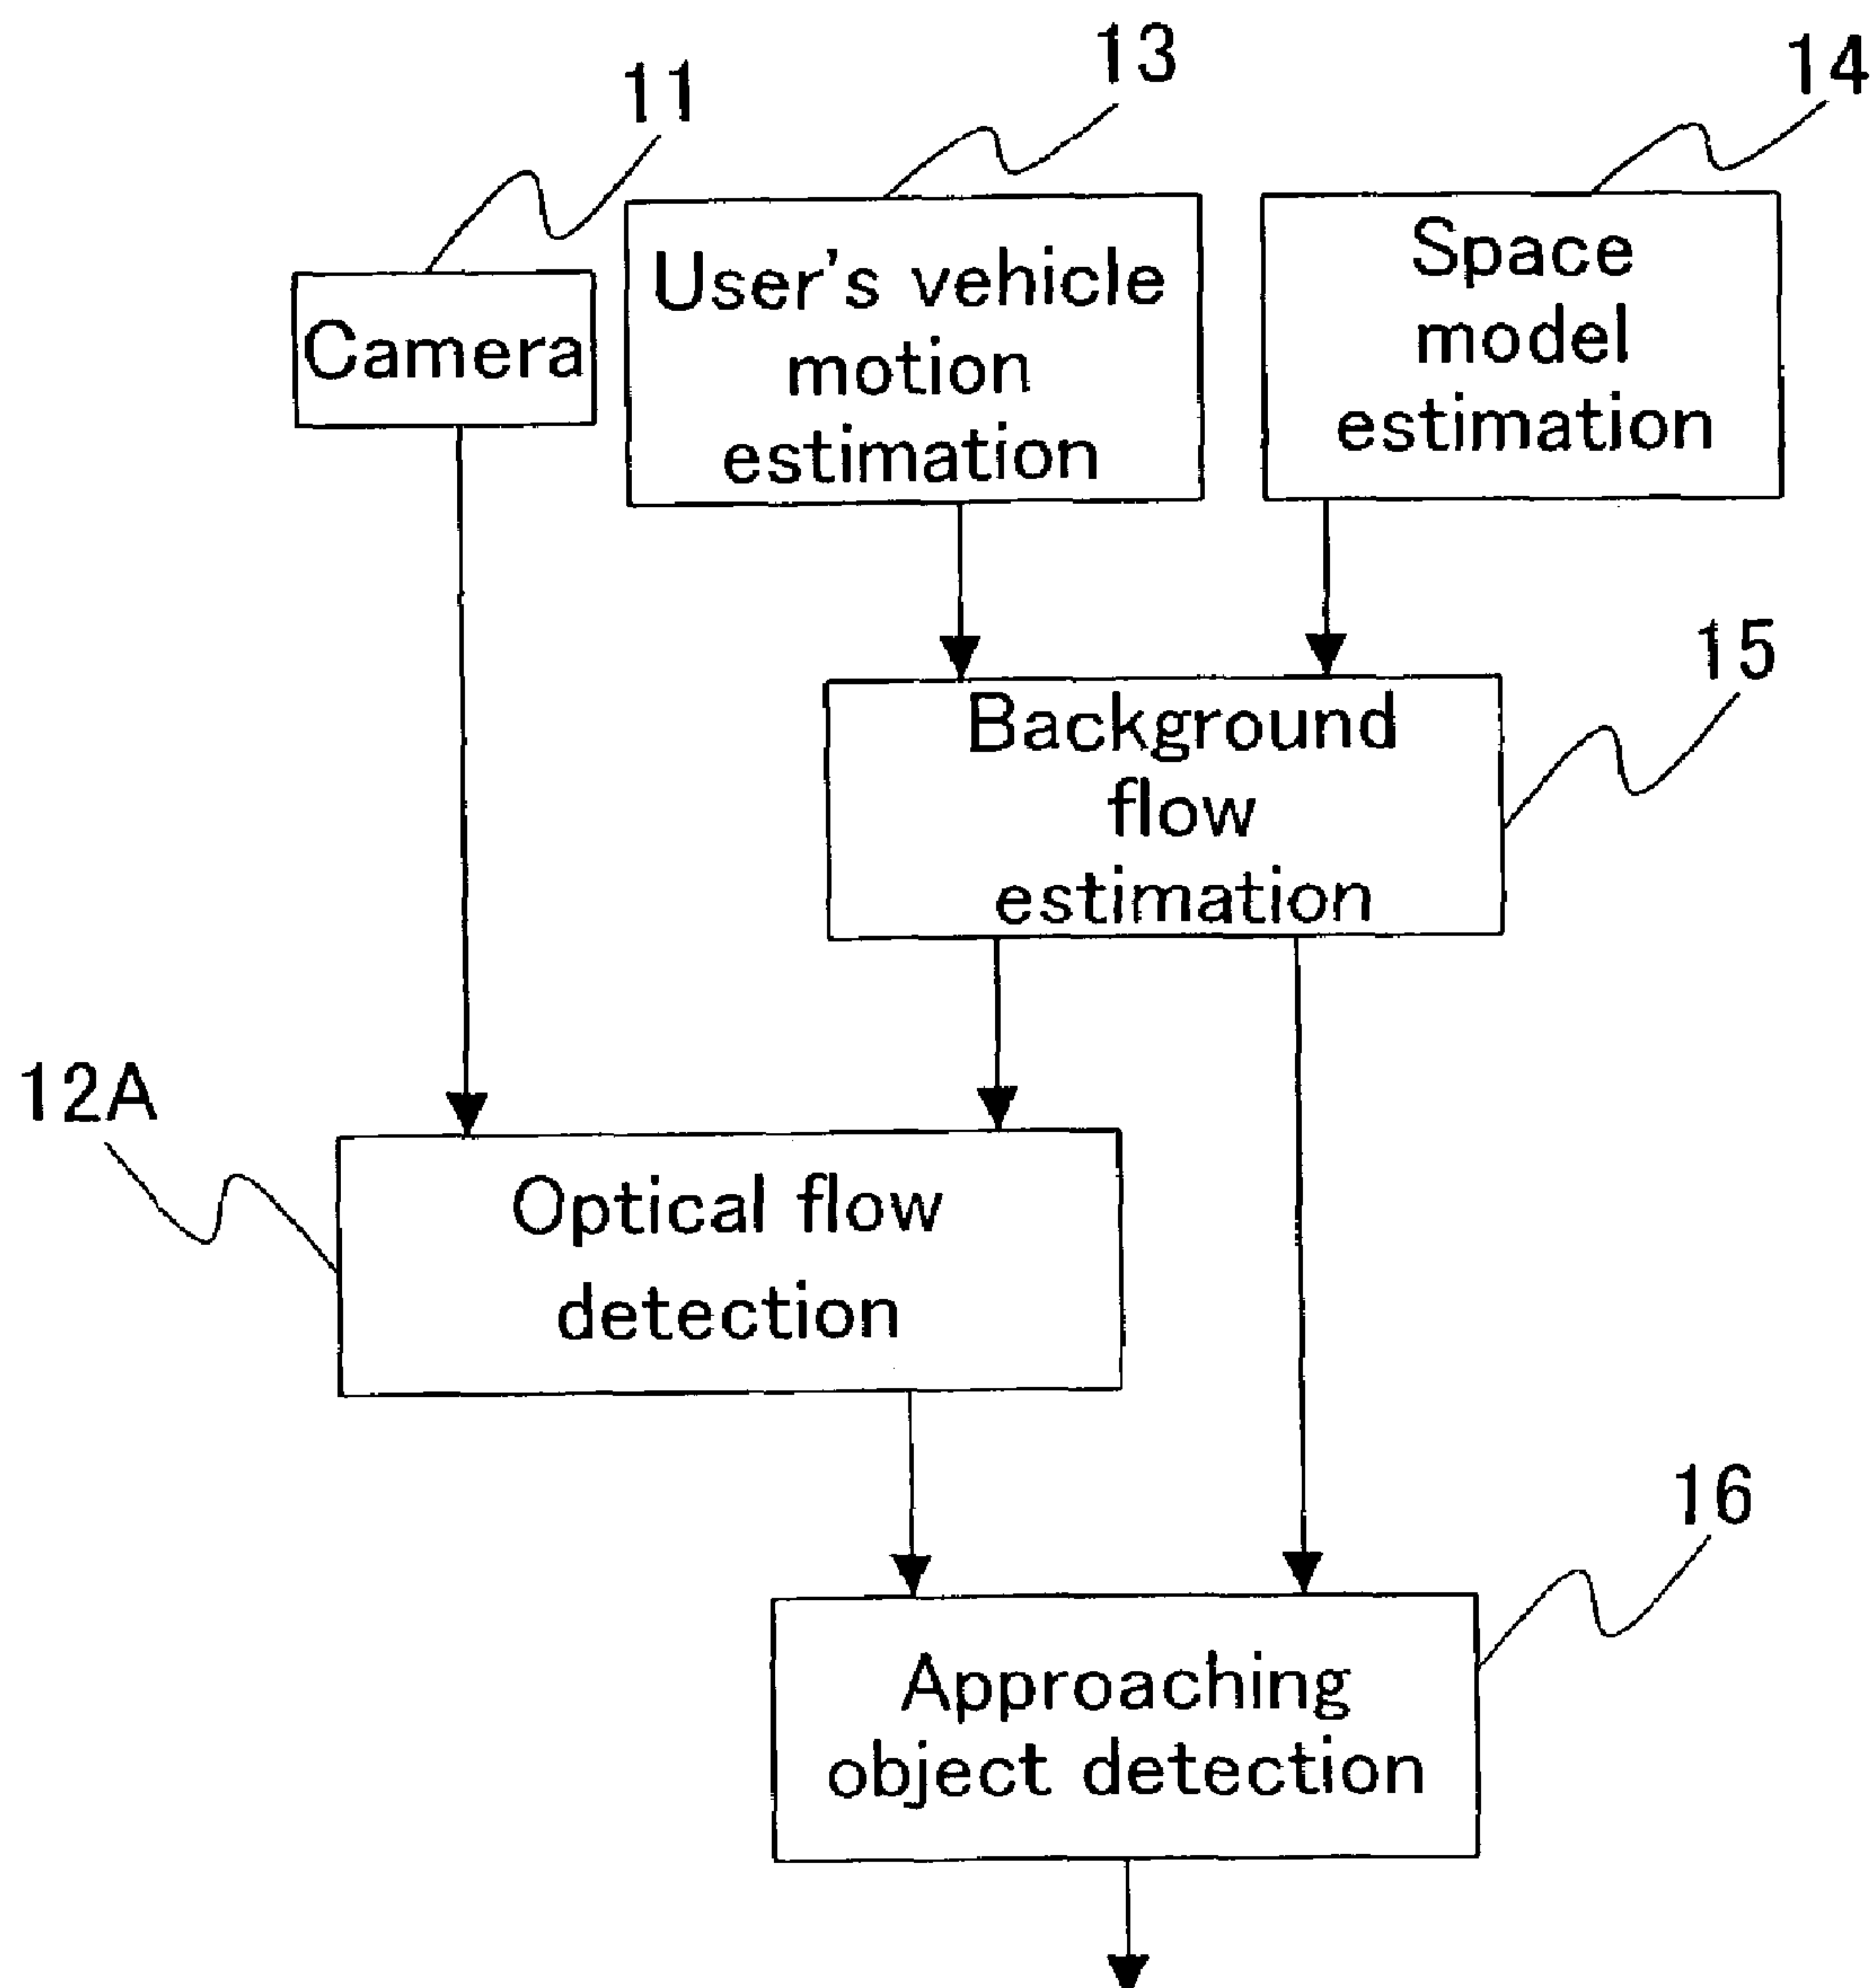 11
13
14
Camera
User's vehicle
motion
estimation
Space
model
estimation
15
Background
flow
estimation
12A
Optical flow
detection
16
Approaching
object detection